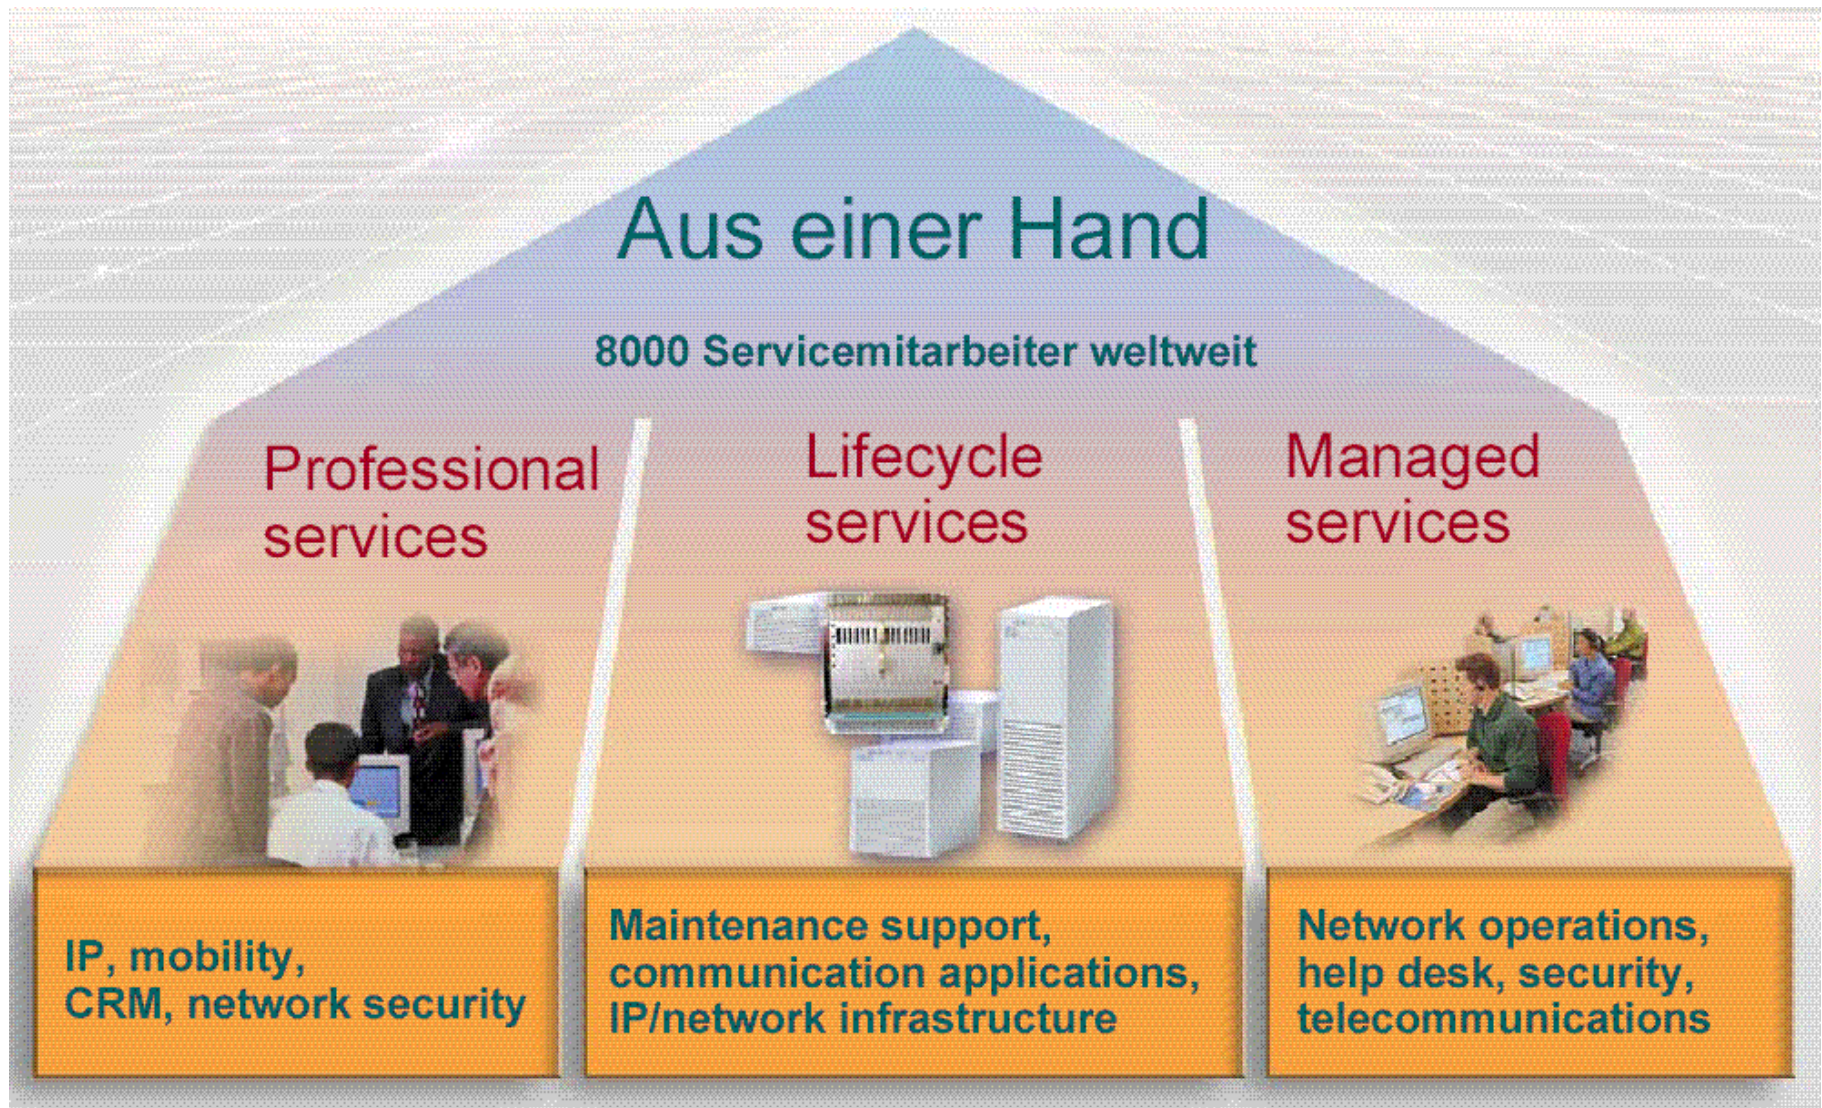 Aus einer Hand
8000 Servicemitarbeiter weltweit
Professional
services
Lifecycle
services
Managed
services
IP, mobility,
CRM, network security
Maintenance support,
communication applications,
IP/network infrastructure
Network operations,
help desk, security,
telecommunications